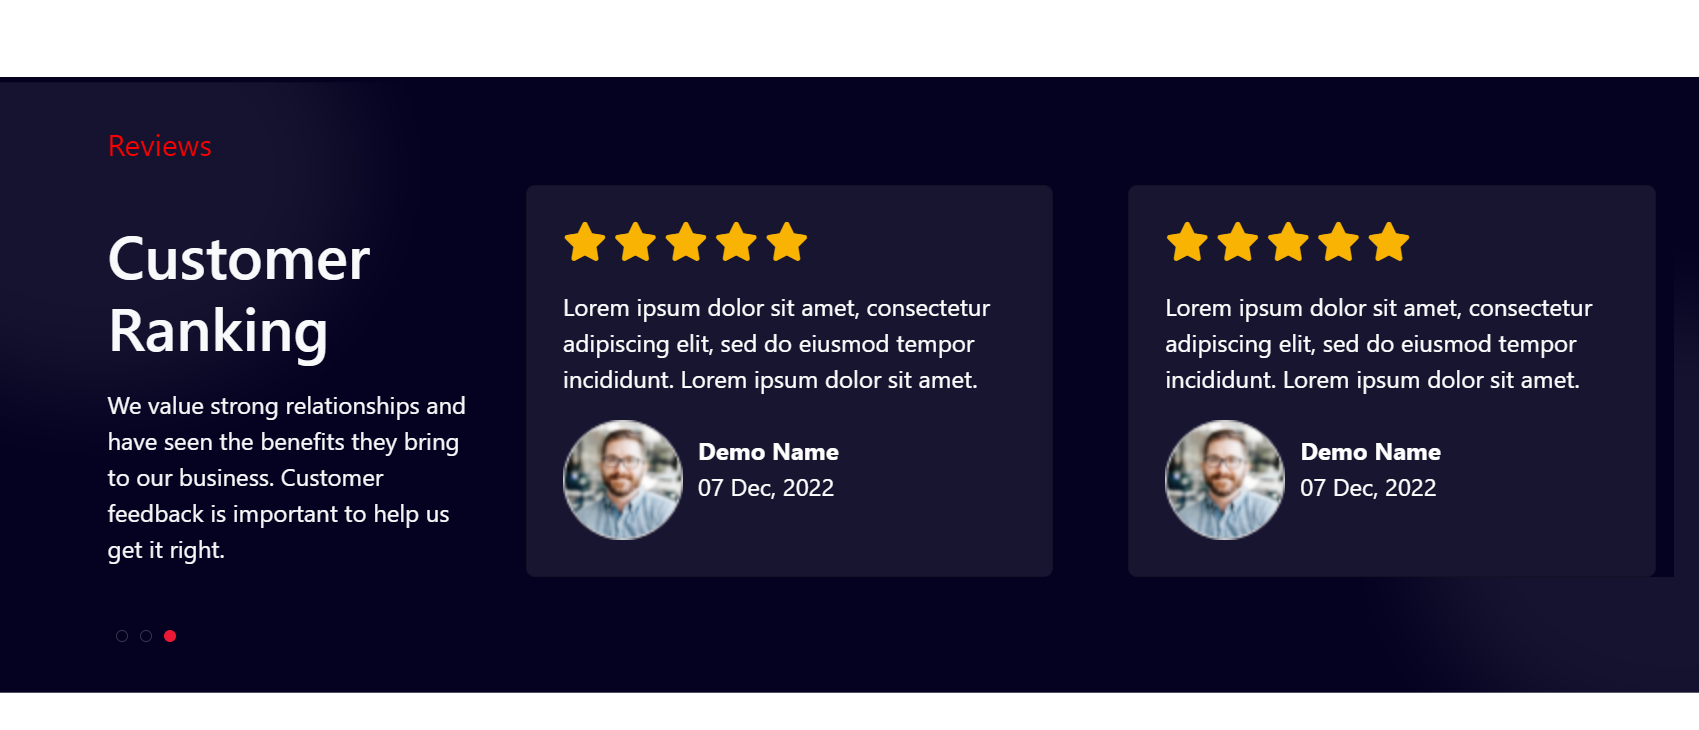 Reviews
Customer
Ranking
We value strong relationships and
have seen the benefits they bring
to our business. Customer
feedback is important to help us
get it right.
Lorem ipsum dolor sit amet, consectetur
adipiscing elit, sed do eiusmod tempor
incididunt. Lorem ipsum dolor sit amet.
Demo Name
07 Dec, 2022
Lorem ipsum dolor sit amet, consectetur
adipiscing elit, sed do eiusmod tempor
incididunt. Lorem ipsum dolor sit amet.
Demo Name
07 Dec, 2022